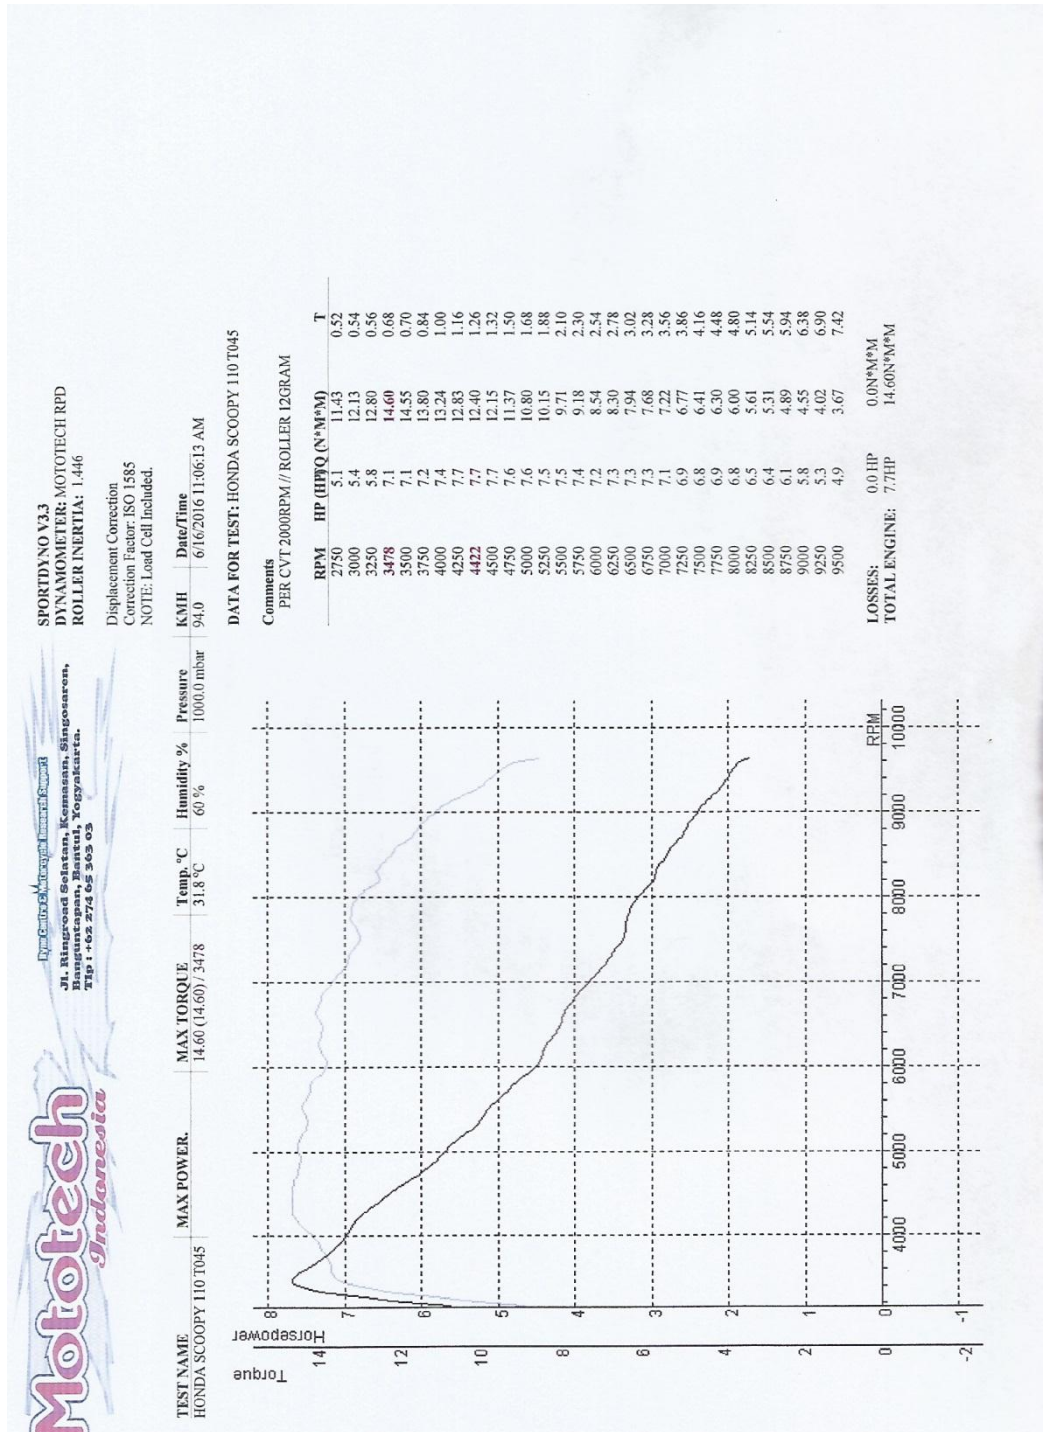 Mototech
Indonesia
Dyno Centre & Motorcycle Research Support
Jl. Ringroad Selatan, Kemasan, Singosaren,
Banguntapan, Bantul, Yogyakarta.
Tlp : +62 274 65 363 03
SPORTDYNO V3.3
DYNAMOMETER: MOTOTECH RPD
ROLLER INERTIA: 1.446
Displacement Correction
Correction Factor: ISO 1585
NOTE: Load Cell Included.
TEST NAME MAX POWER. MAX TORQUE Temp. °C Humidity % Pressure KMH Date/Time
HONDA SCOOPY 110 T045 14.60 (14.60) / 3478 31.8 °C 60 % 1000.0 mbar 94.0 6/16/2016 11:06:13 AM
Torque
14
12
10
8
6
4
2
0
-2
Horsepower
8
7
6
5
4
3
2
1
0
-1
4000 5000 6000 7000 8000 9000 10000
RPM
DATA FOR TEST: HONDA SCOOPY 110 T045
Comments
PER CVT 2000RPM // ROLLER 12GRAM
RPM HP (HP)TQ (N*M*M) T
2750 5.1 11.43 0.52
3000 5.4 12.13 0.54
3250 5.8 12.80 0.56
3478 7.1 14.60 0.68
3500 7.1 14.55 0.70
3750 7.2 13.80 0.84
4000 7.4 13.24 1.00
4250 7.7 12.83 1.16
4422 7.7 12.40 1.26
4500 7.7 12.15 1.32
4750 7.6 11.37 1.50
5000 7.6 10.80 1.68
5250 7.5 10.15 1.88
5500 7.5 9.71 2.10
5750 7.4 9.18 2.30
6000 7.2 8.54 2.54
6250 7.3 8.30 2.78
6500 7.3 7.94 3.02
6750 7.3 7.68 3.28
7000 7.1 7.22 3.56
7250 6.9 6.77 3.86
7500 6.8 6.41 4.16
7750 6.9 6.30 4.48
8000 6.8 6.00 4.80
8250 6.5 5.61 5.14
8500 6.4 5.31 5.54
8750 6.1 4.89 5.94
9000 5.8 4.55 6.38
9250 5.3 4.02 6.90
9500 4.9 3.67 7.42
LOSSES: 0.0 HP 0.0N*M*M
TOTAL ENGINE: 7.7HP 14.60N*M*M